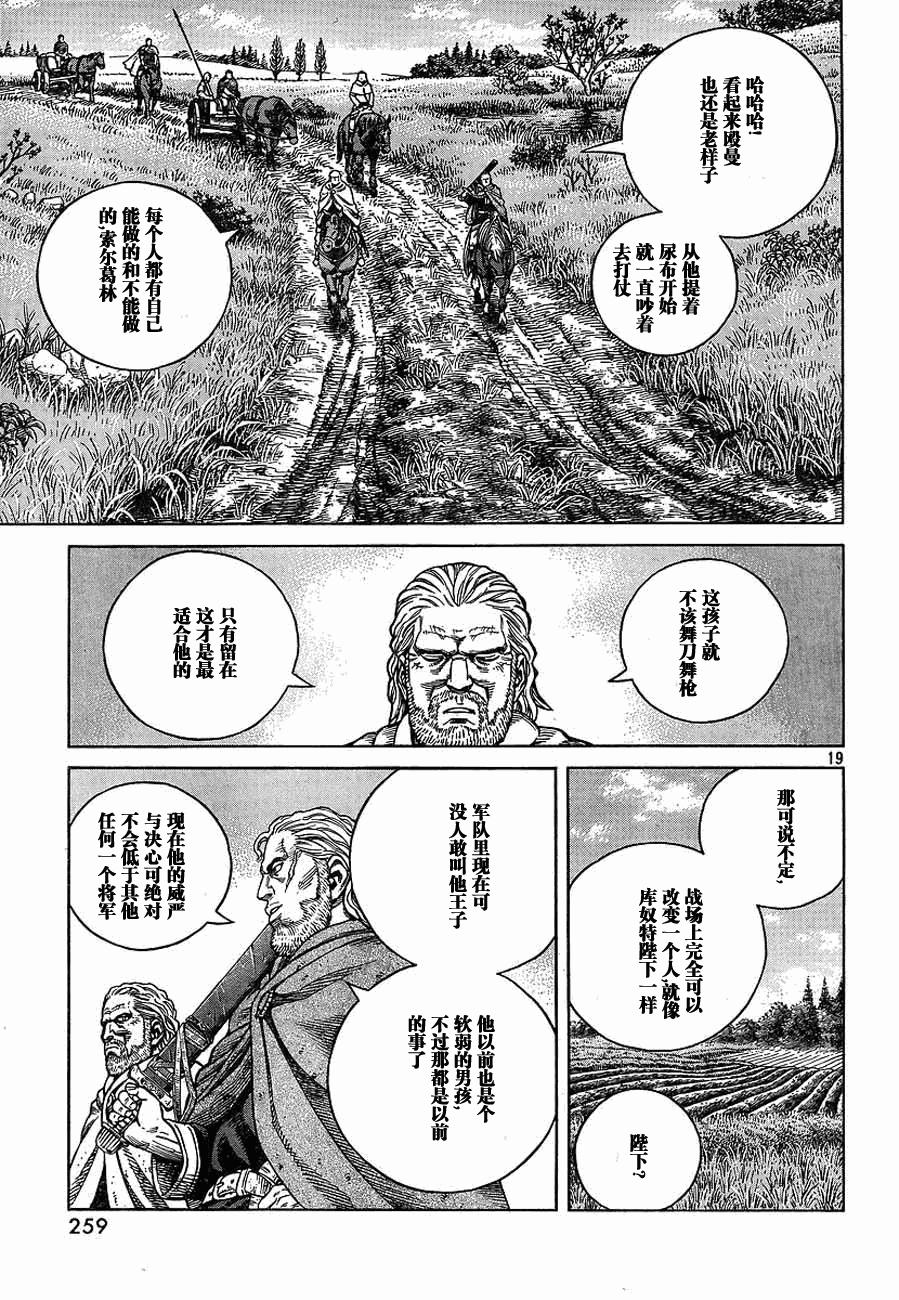 哈哈哈!
看起来殴曼
也还是老样子
从他提着
尿布开始
就一直吵着
去打仗
每个人都有自己
能做的和不能做
的,索尔葛林
这孩子就
不该舞刀舞枪
只有留在
这才是最
适合他的
19
那可说不定,
战场上完全可以
改变一个人,就像
库奴特陛下一样
陛下?
军队里现在可
没人敢叫他王子
他以前也是个
软弱的男孩,
不过那都是以前
的事了
现在他的威严
与决心可绝对
不会低于其他
任何一个将军
259